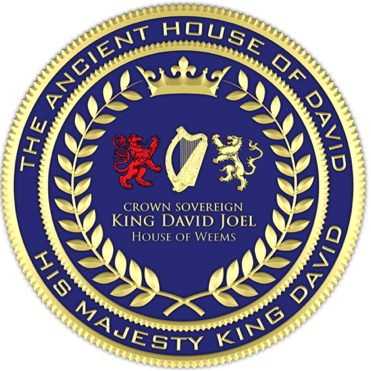 THE ANCIENT HOUSE OF DAVID
CROWN SOVEREIGN
KING DAVID JOEL
HOUSE OF WEEMS
HIS MAJESTY KING DAVID